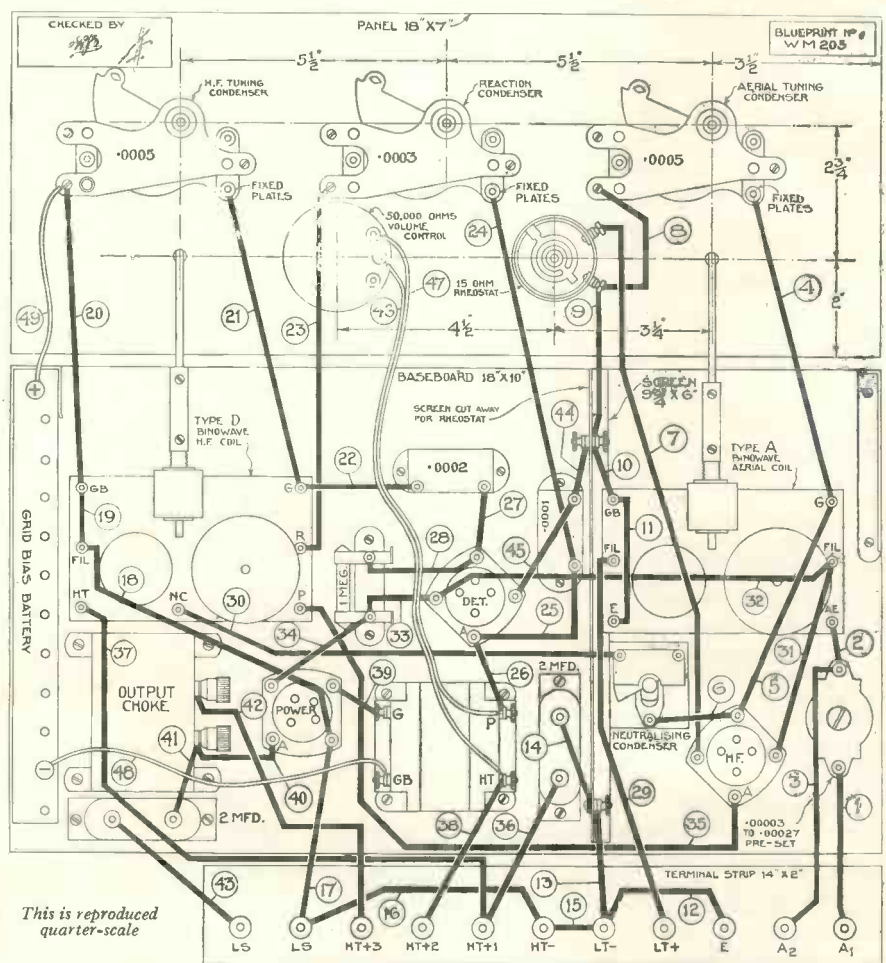 CHECKED BY
PANEL 18"X7"
BLUEPRINT Nº
WM 203
5½"
5½"
3½"
H.F. TUNING
CONDENSER
REACTION
CONDENSER
AERIAL TUNING
CONDENSER
.0005
.0003
.0005
2¾"
FIXED
PLATES
FIXED
PLATES
FIXED
PLATES
50,000 OHMS
VOLUME
CONTROL
24
8
47
15 OHM
RHEOSTAT
49
20
21
23
43
9
4
4½"
3¼"
2"
BASEBOARD 18"X10"
SCREEN
9¾"X6"
SCREEN CUT AWAY
FOR RHEOSTAT
44
TYPE D
BINOWAVE
H.F. COIL
7
TYPE A
BINOWAVE
AERIAL COIL
10
22
.0002
GB
G
GB
G
19
27
.0001
11
GRID BIAS BATTERY
FIL
R
28
45
FIL
FIL
1 MEG.
DET.
32
HT
NC
18
30
P
33
A
25
E
AE
34
31
2
37
26
2 MFD.
5
OUTPUT
CHOKE
42
POWER
39
G
P
6
NEUTRALISING
CONDENSER
14
H.F.
41
A
3
48
40
GB
HT
29
A
1
2 MFD.
38
36
35
.00003
TO .00027
PRE-SET
TERMINAL STRIP 14"X2"
43
17
16
13
15
12
This is reproduced
quarter-scale
LS
LS
HT+3
HT+2
HT+1
HT-
LT-
LT+
E
A2
A1